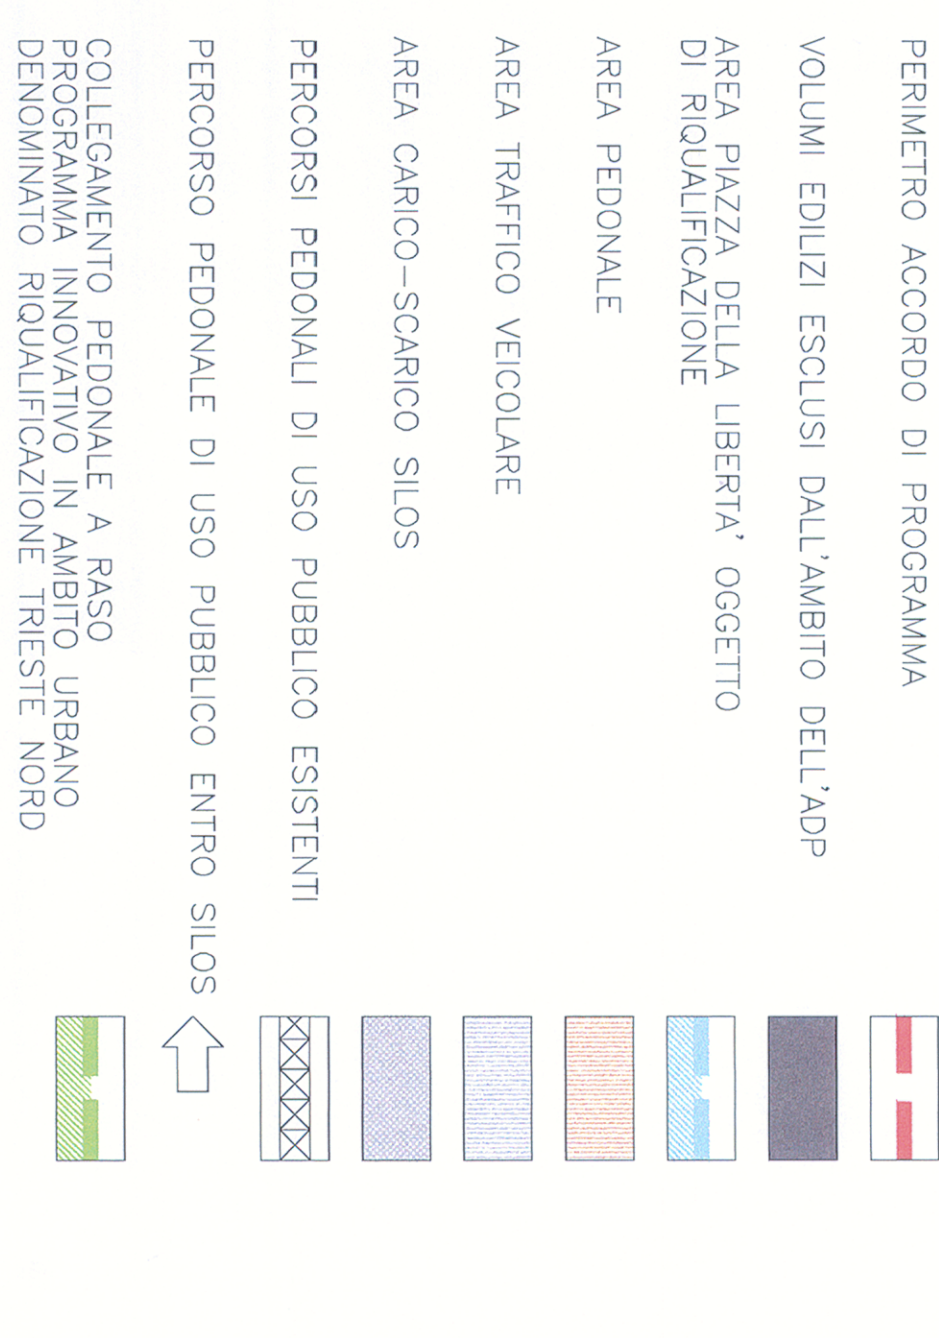 PERIMETRO ACCORDO DI PROGRAMMA
VOLUMI EDILIZI ESCLUSI DALL'AMBITO DELL'ADP
AREA PIAZZA DELLA LIBERTA' OGGETTO
DI RIQUALIFICAZIONE
AREA PEDONALE
AREA TRAFFICO VEICOLARE
AREA CARICO-SCARICO SILOS
PERCORSI PEDONALI DI USO PUBBLICO ESISTENTI
PERCORSO PEDONALE DI USO PUBBLICO ENTRO SILOS
COLLEGAMENTO PEDONALE A RASO
PROGRAMMA INNOVATIVO IN AMBITO URBANO
DENOMINATO RIQUALIFICAZIONE TRIESTE NORD